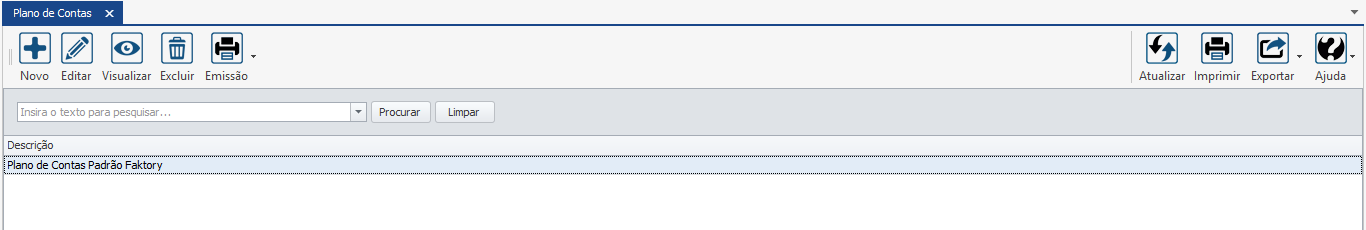 Plano de Contas
Novo Editar Visualizar Excluir Emissão Atualizar Imprimir Exportar Ajuda
Insira o texto para pesquisar... Procurar Limpar
Descrição
Plano de Contas Padrão Faktory